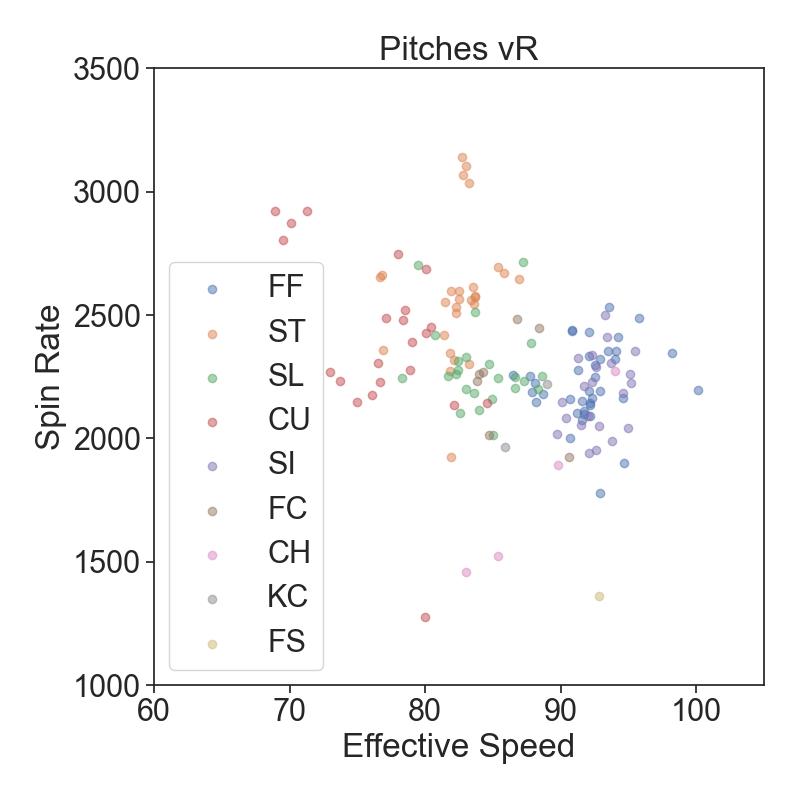 Pitches vR
3500
3000
2500
2000
1500
1000
Spin Rate
FF
ST
SL
CU
SI
FC
CH
KC
FS
60 70 80 90 100
Effective Speed